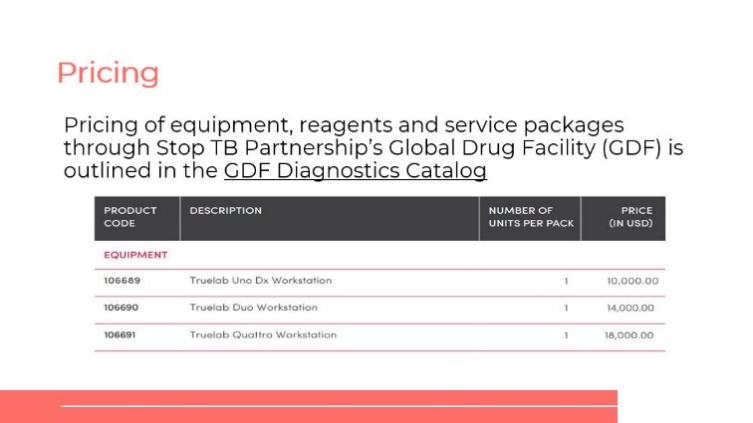 Pricing
Pricing of equipment, reagents and service packages
through Stop TB Partnership's Global Drug Facility (GDF) is
outlined in the GDF Diagnostics Catalog
PRODUCT CODE DESCRIPTION NUMBER OF UNITS PER PACK PRICE (IN USD)
EQUIPMENT
106689 Truelab Uno Dx Workstation 1 10,000.00
106690 Truelab Duo Workstation 1 14,000.00
106691 Truelab Quattro Workstation 1 18,000.00